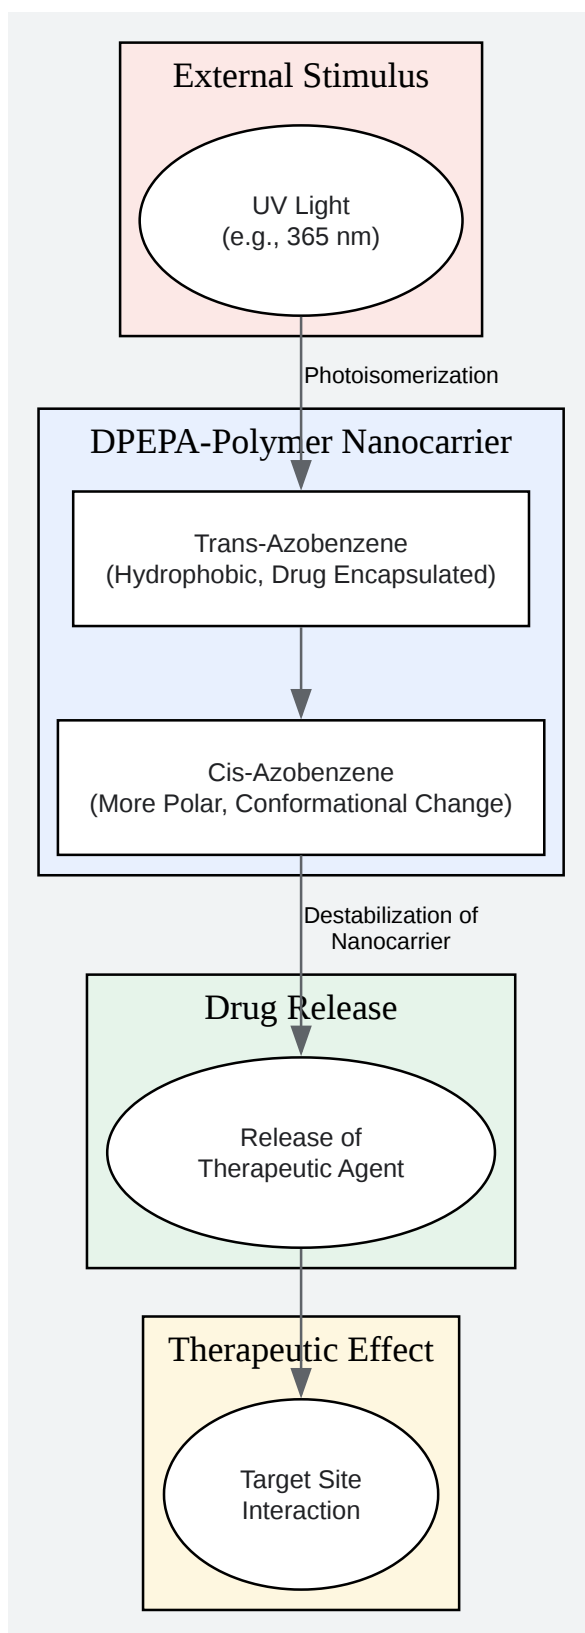 External Stimulus
UV Light
(e.g., 365 nm)
Photoisomerization
DPEPA-Polymer Nanocarrier
Trans-Azobenzene
(Hydrophobic, Drug Encapsulated)
Cis-Azobenzene
(More Polar, Conformational Change)
Destabilization of
Nanocarrier
Drug Release
Release of
Therapeutic Agent
Therapeutic Effect
Target Site
Interaction